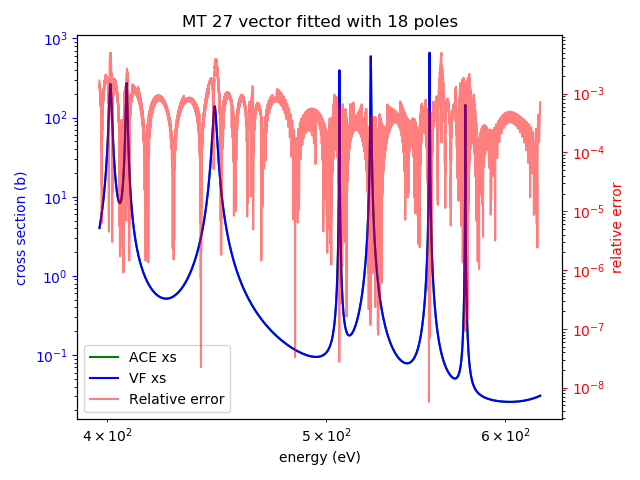 MT 27 vector fitted with 18 poles
cross section (b)
10³
10²
10¹
10⁰
10⁻¹
10⁻³
10⁻⁴
10⁻⁵
10⁻⁶
10⁻⁷
10⁻⁸
relative error
ACE xs
VF xs
Relative error
4 × 10² 5 × 10² 6 × 10²
energy (eV)